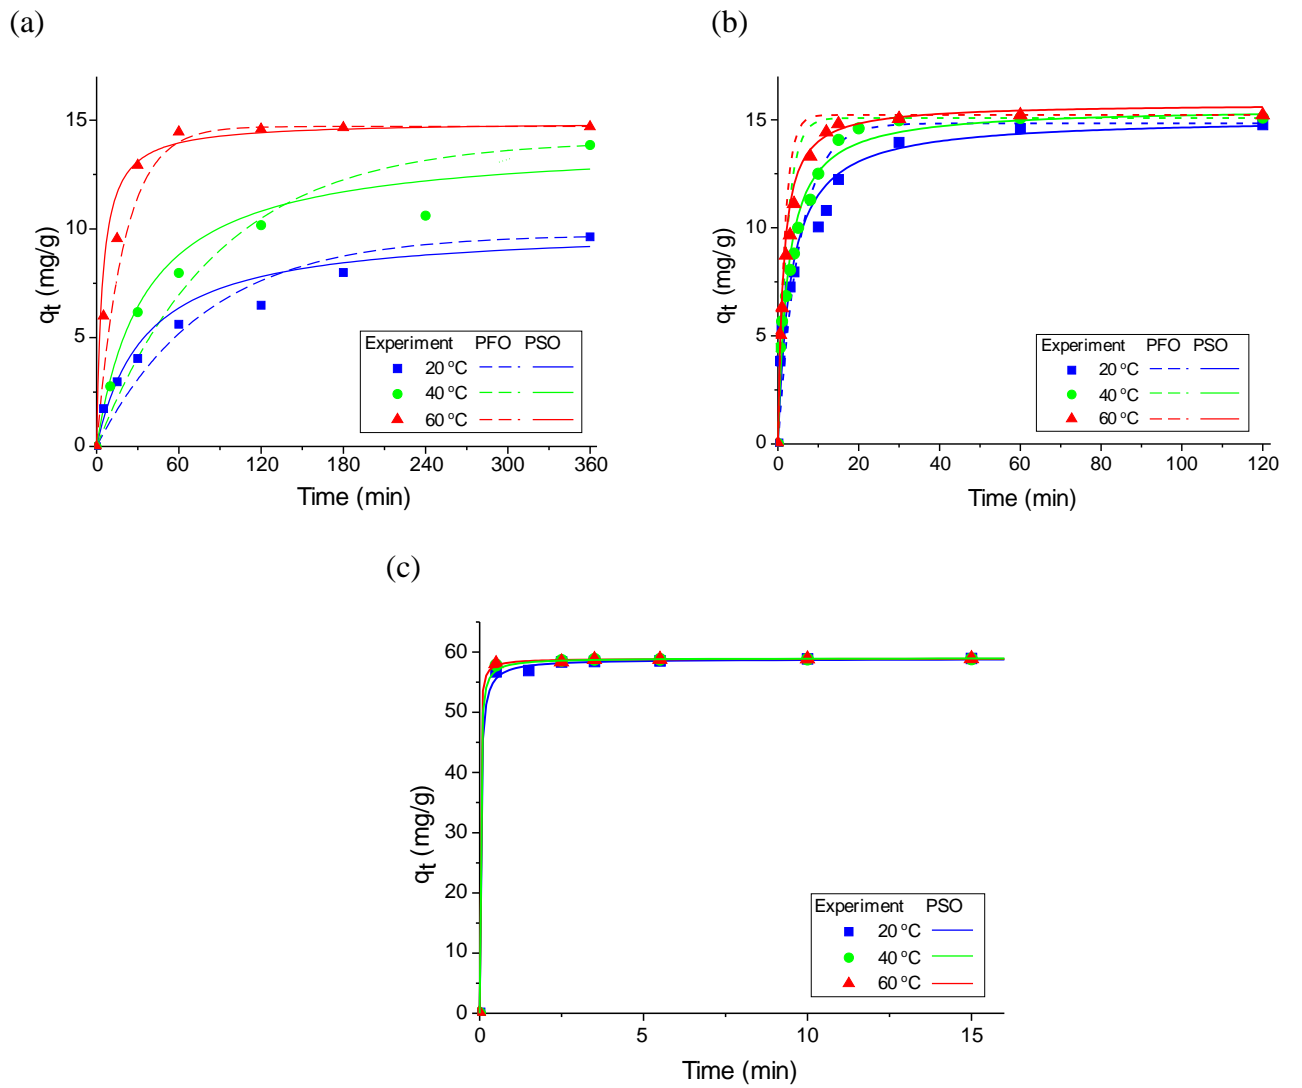 (a)
(b)
15
10
5
0
qt (mg/g)
Experiment PFO PSO
20 °C
40 °C
60 °C
0 60 120 180 240 300 360
Time (min)
15
10
5
0
qt (mg/g)
Experiment PFO PSO
20 °C
40 °C
60 °C
0 20 40 60 80 100 120
Time (min)
(c)
60
50
40
30
20
10
0
qt (mg/g)
Experiment PSO
20 °C
40 °C
60 °C
0 5 10 15
Time (min)